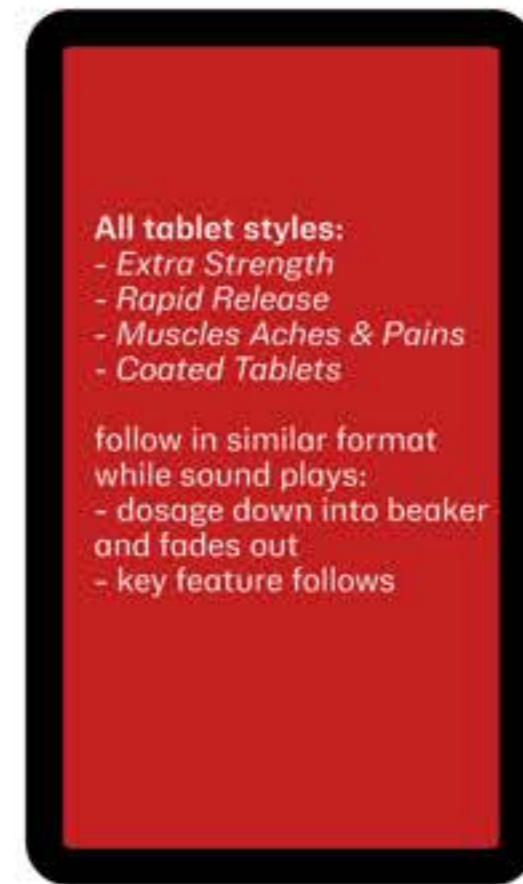 All tablet styles:
- Extra Strength
- Rapid Release
- Muscles Aches & Pains
- Coated Tablets
follow in similar format
while sound plays:
- dosage down into beaker
and fades out
- key feature follows